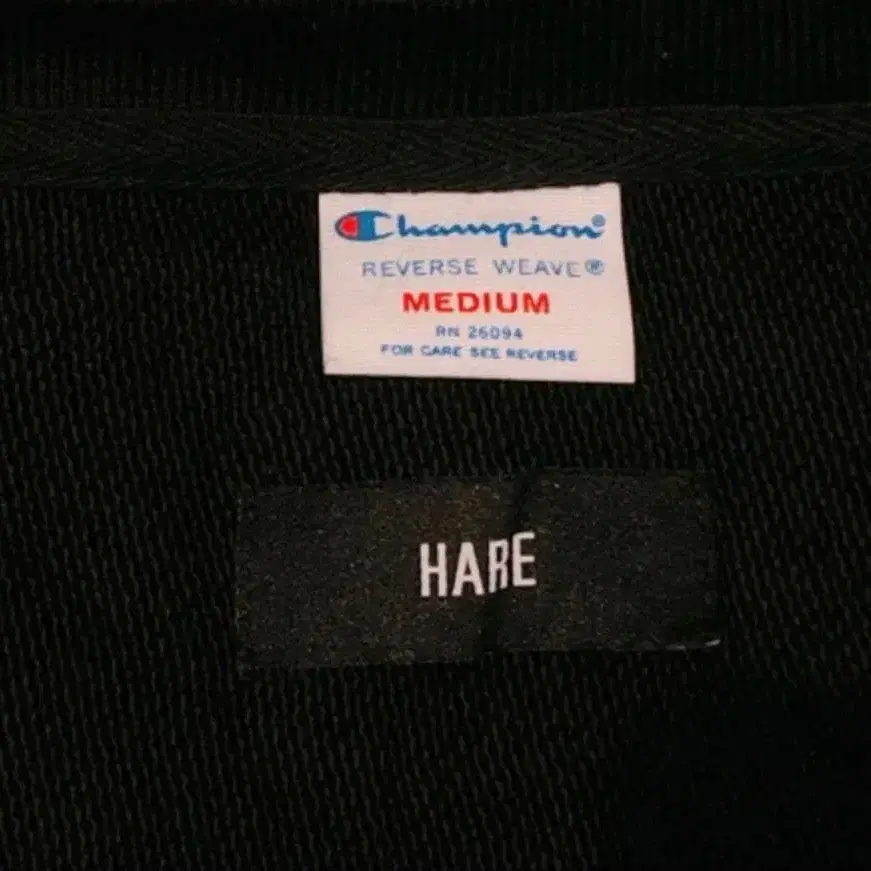 Champion®
REVERSE WEAVE®
MEDIUM
RN 26094
FOR CARE SEE REVERSE
HARE